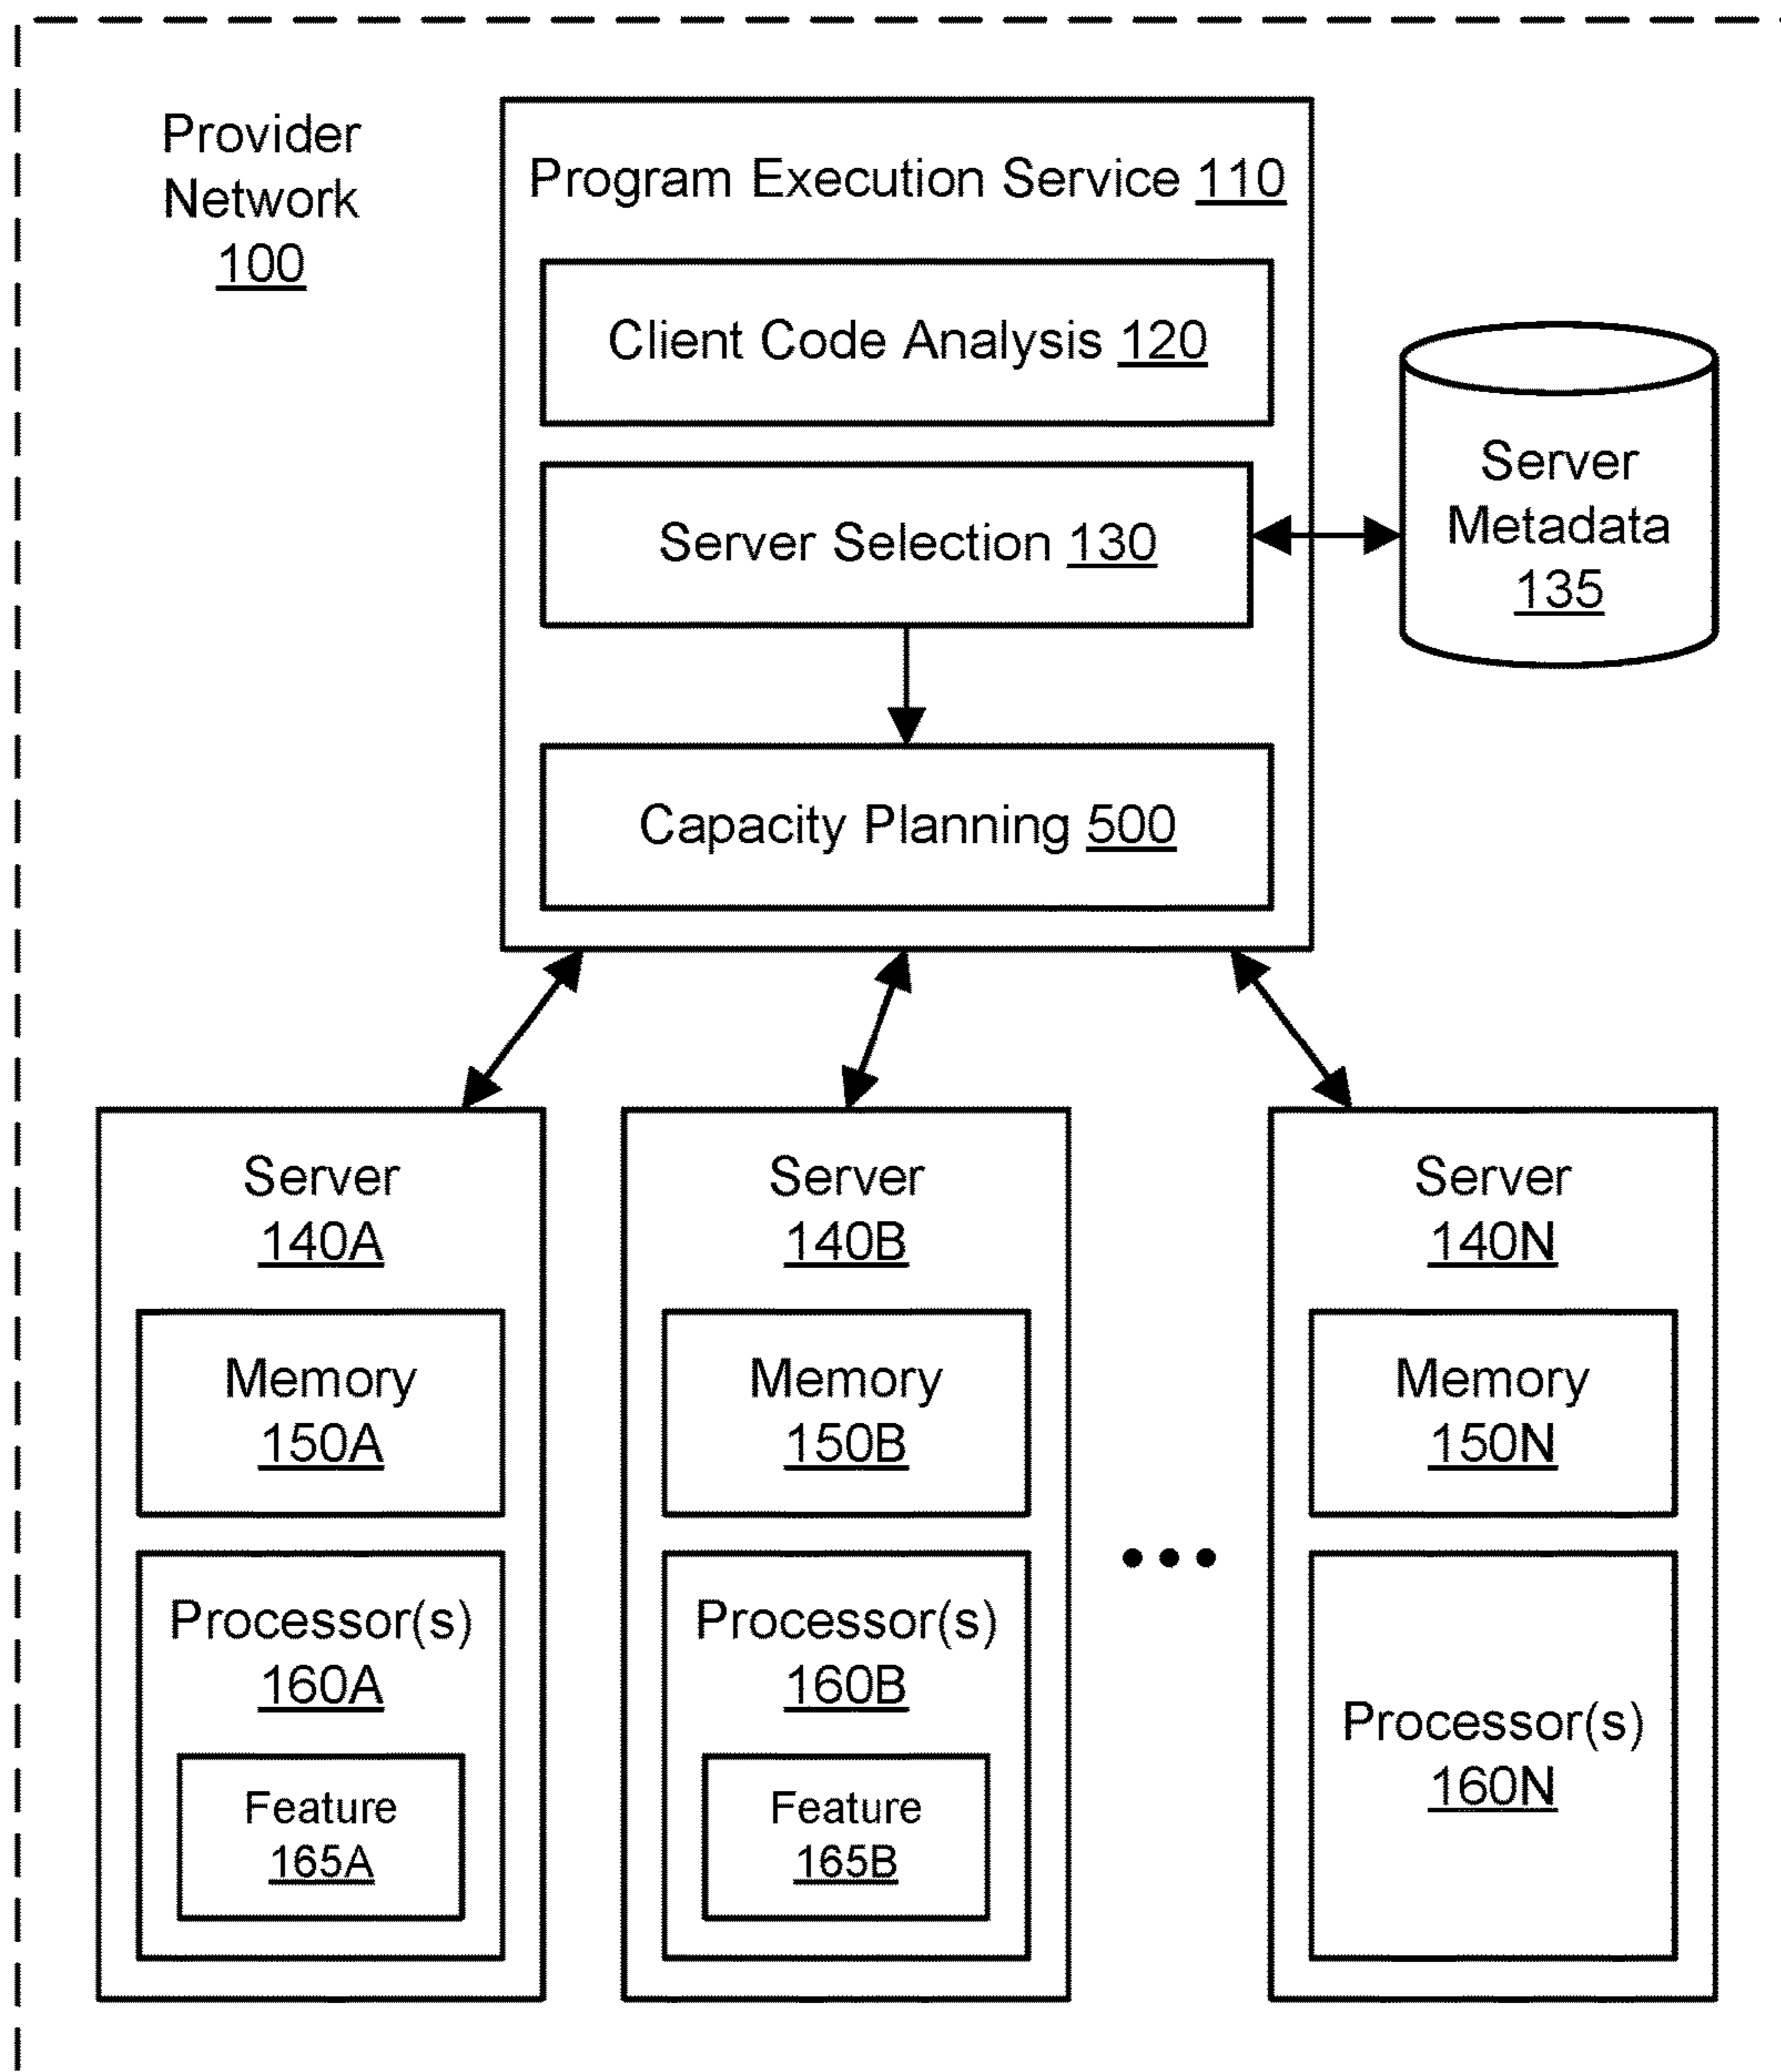 Provider
Network
100
Program Execution Service 110
Client Code Analysis 120
Server Selection 130
Server
Metadata
135
Capacity Planning 500
Server
140A
Memory
150A
Processor(s)
160A
Feature
165A
Server
140B
Memory
150B
Processor(s)
160B
Feature
165B
Server
140N
Memory
150N
Processor(s)
160N